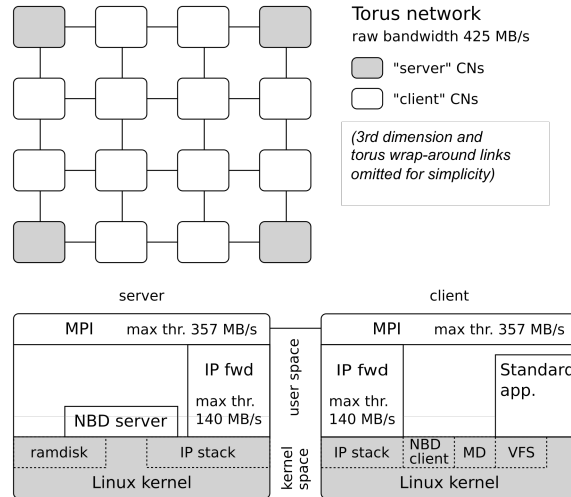 Torus network
raw bandwidth 425 MB/s
"server" CNs
"client" CNs
(3rd dimension and
torus wrap-around links
omitted for simplicity)
server
client
MPI max thr. 357 MB/s
MPI max thr. 357 MB/s
user space
IP fwd
max thr.
140 MB/s
NBD server
IP fwd
max thr.
140 MB/s
Standard
app.
kernel
space
ramdisk
IP stack
Linux kernel
IP stack
NBD
client
MD
VFS
Linux kernel